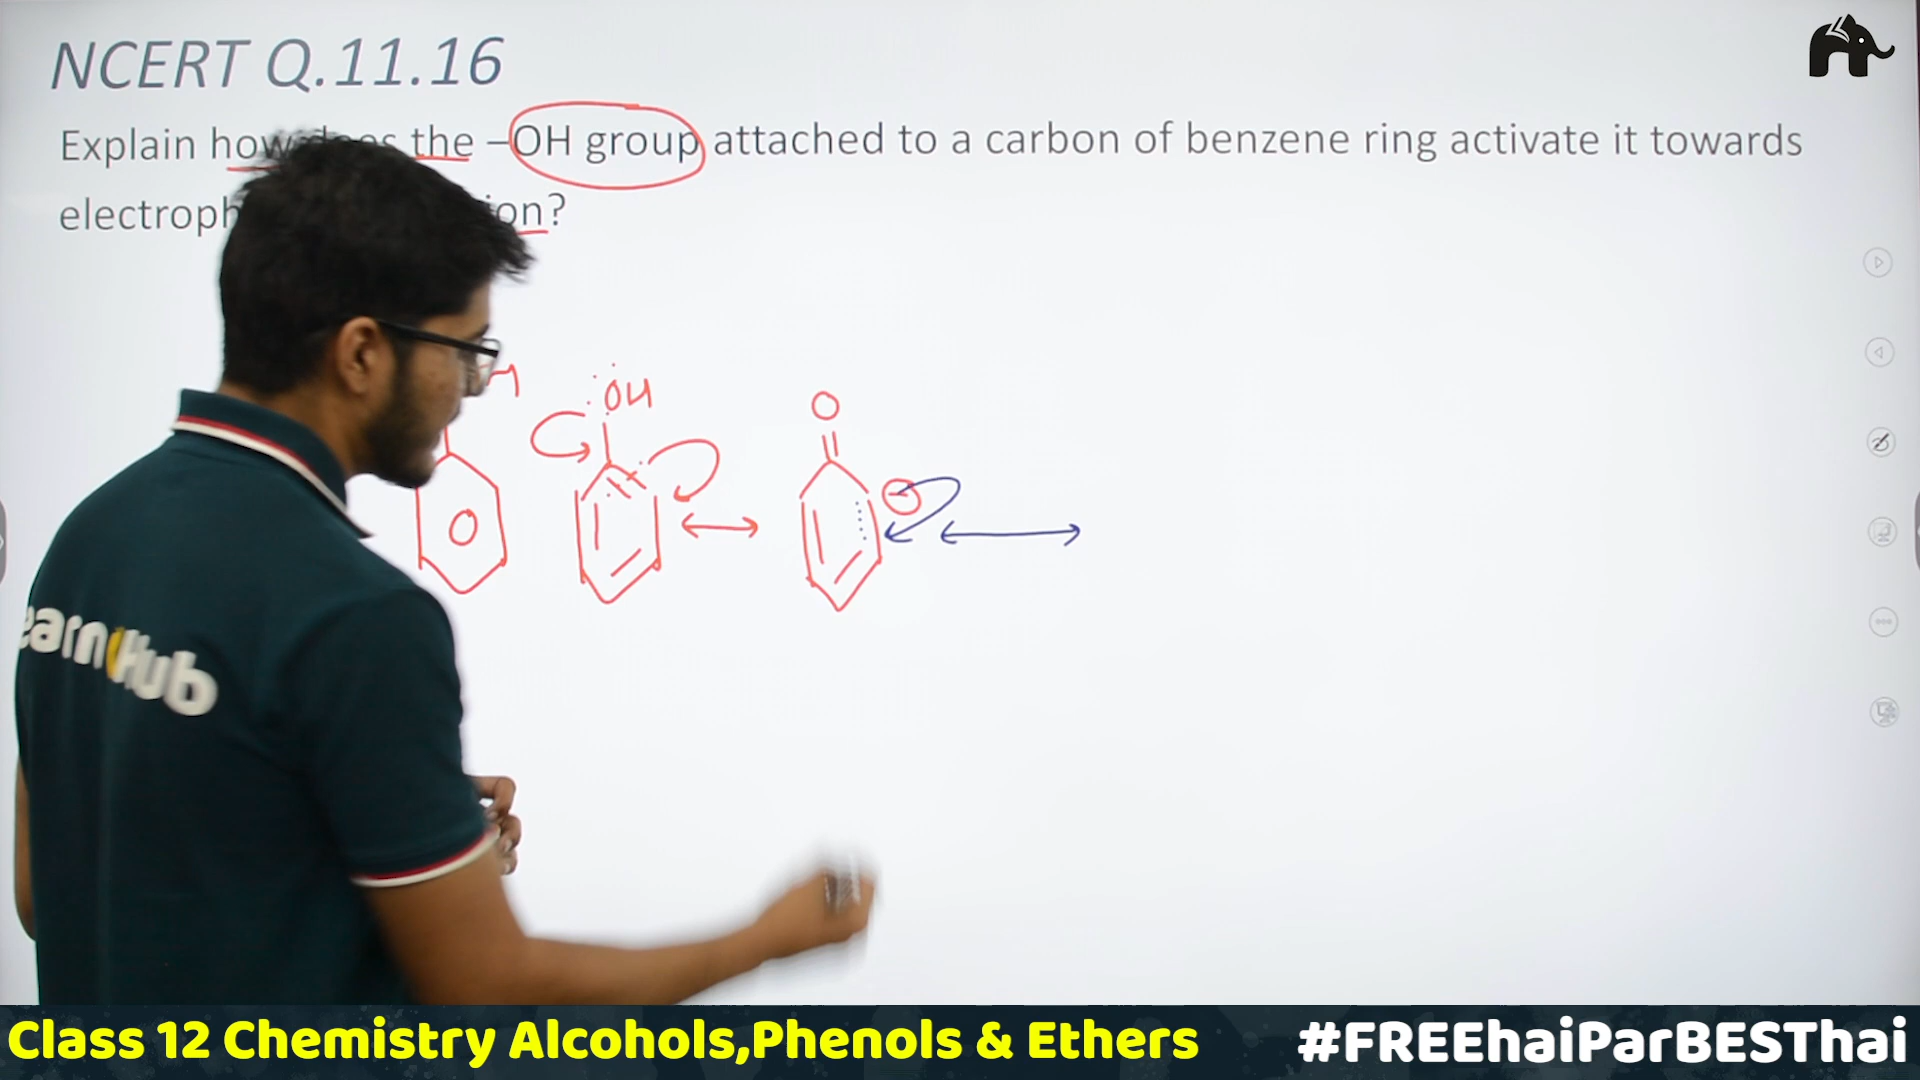 NCERT Q.11.16
Explain how does the –OH group attached to a carbon of benzene ring activate it towards
electroph on?
OH
O
earn Hub
Class 12 Chemistry Alcohols,Phenols & Ethers
#FREEhaiParBESThai